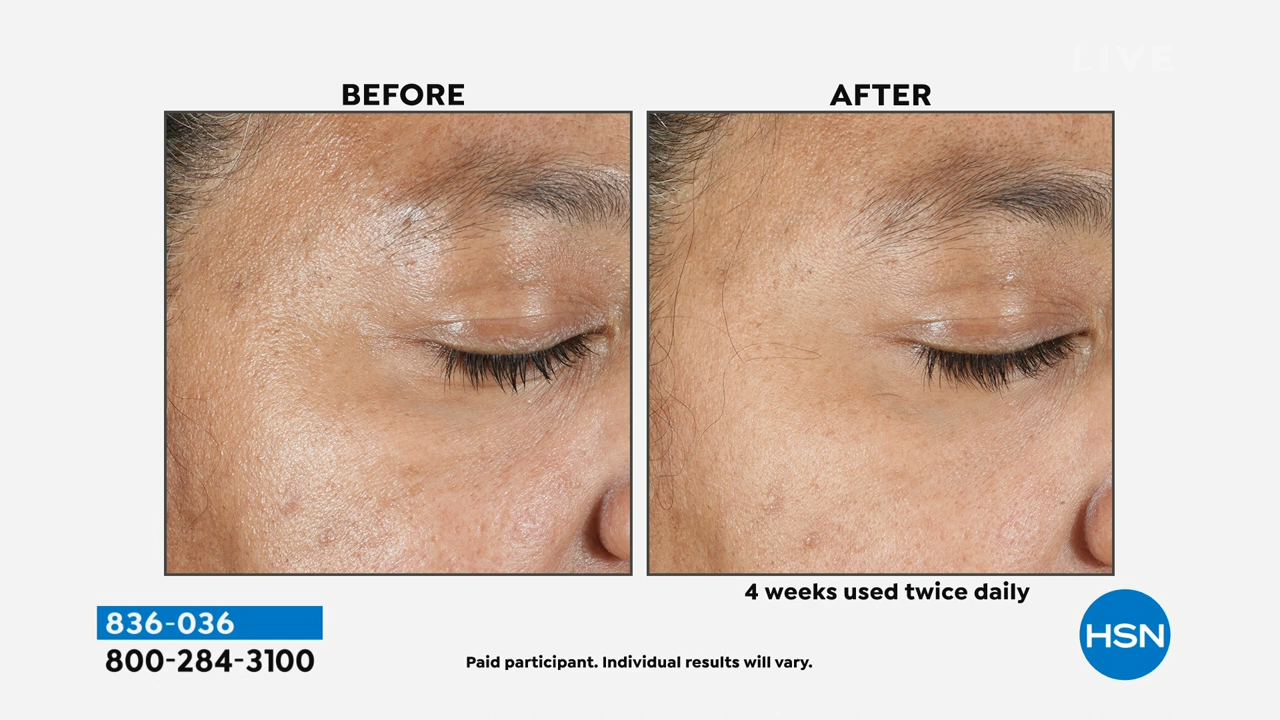 LIVE
BEFORE
AFTER
4 weeks used twice daily
836-036
800-284-3100
Paid participant. Individual results will vary.
HSN